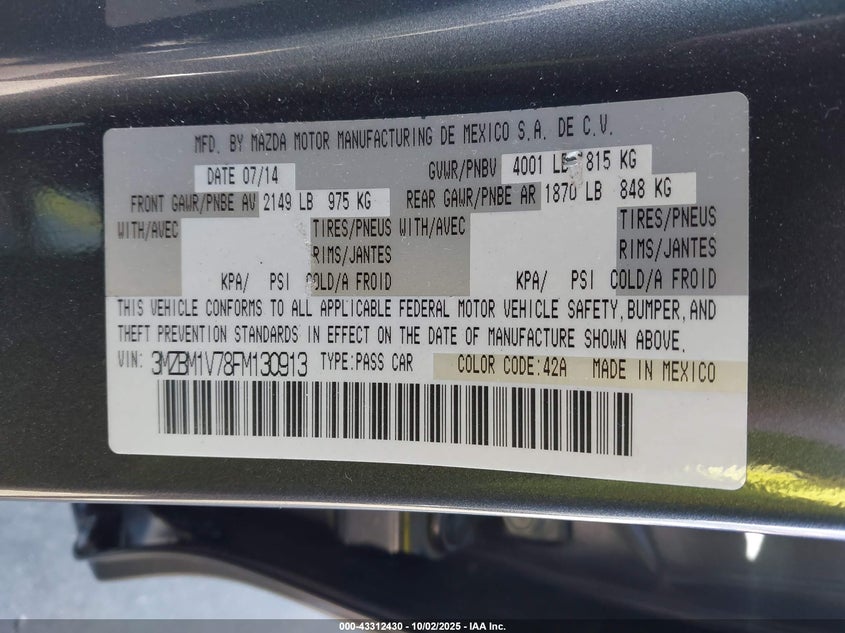 MFD. BY MAZDA MOTOR MANUFACTURING DE MEXICO S.A. DE C.V.
DATE 07/14 GVWR/PNBV 4001 LB 815 KG
FRONT GAWR/PNBE AV 2149 LB 975 KG REAR GAWR/PNBE AR 1870 LB 848 KG
WITH/AVEC TIRES/PNEUS WITH/AVEC TIRES/PNEUS
RIMS/JANTES RIMS/JANTES
KPA/ PSI COLD/A FROID KPA/ PSI COLD/A FROID
THIS VEHICLE CONFORMS TO ALL APPLICABLE FEDERAL MOTOR VEHICLE SAFETY, BUMPER, AND
THEFT PREVENTION STANDARDS IN EFFECT ON THE DATE OF MANUFACTURE SHOWN ABOVE.
VIN: 3MZBM1V78FM130913 TYPE:PASS CAR COLOR CODE:42A MADE IN MEXICO
000-43312430 - 10/02/2025 - IAA Inc.